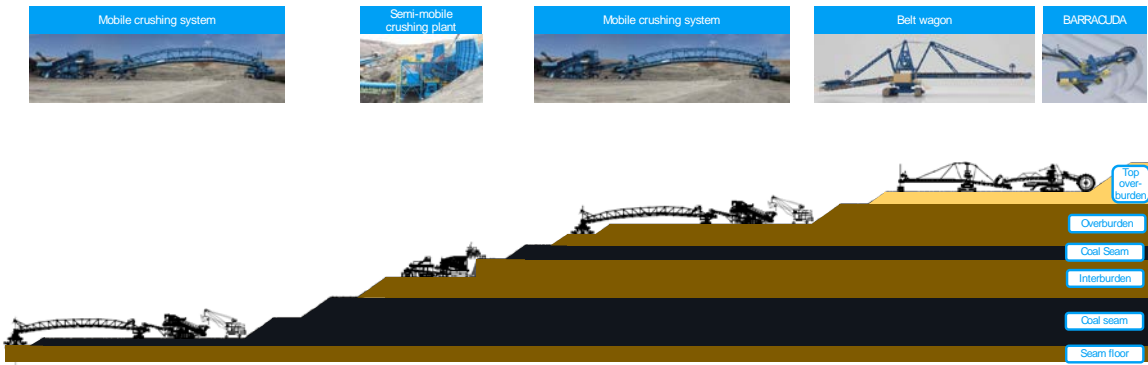 Mobile crushing system
Semi-mobile
crushing plant
Mobile crushing system
Belt wagon
BARRACUDA
Top
over-
burden
Overburden
Coal Seam
Interburden
Coal seam
Seam floor